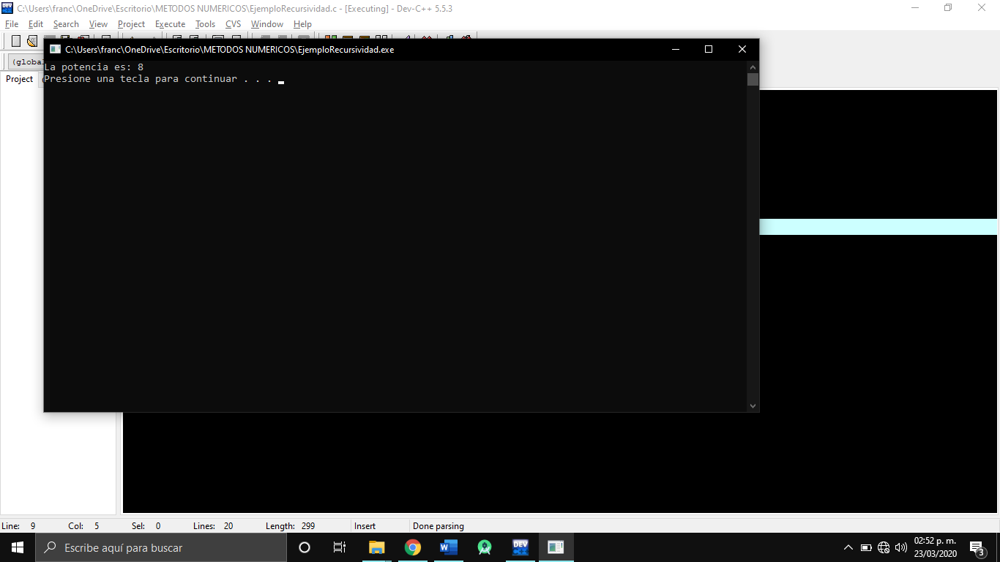 C:\Users\franc\OneDrive\Escritorio\METODOS NUMERICOS\EjemploRecursividad.c - [Executing] - Dev-C++ 5.5.3
File Edit Search View Project Execute Tools CVS Window Help
C:\Users\franc\OneDrive\Escritorio\METODOS NUMERICOS\EjemploRecursividad.exe
(globa
La potencia es: 8
Project
Presione una tecla para continuar . . .
Line: 9 Col: 5 Sel: 0 Lines: 20 Length: 299 Insert Done parsing
Escribe aquí para buscar
DEV C++
02:52 p. m.
23/03/2020
3